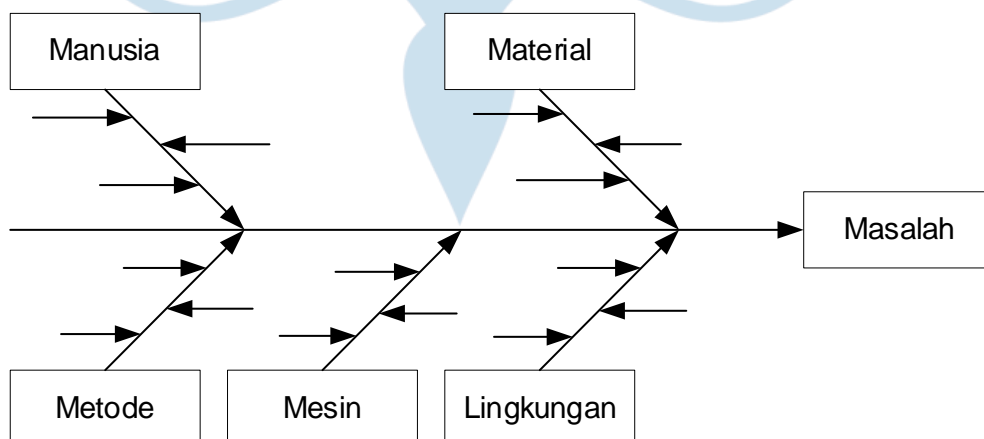 Manusia
Material
Masalah
Metode
Mesin
Lingkungan